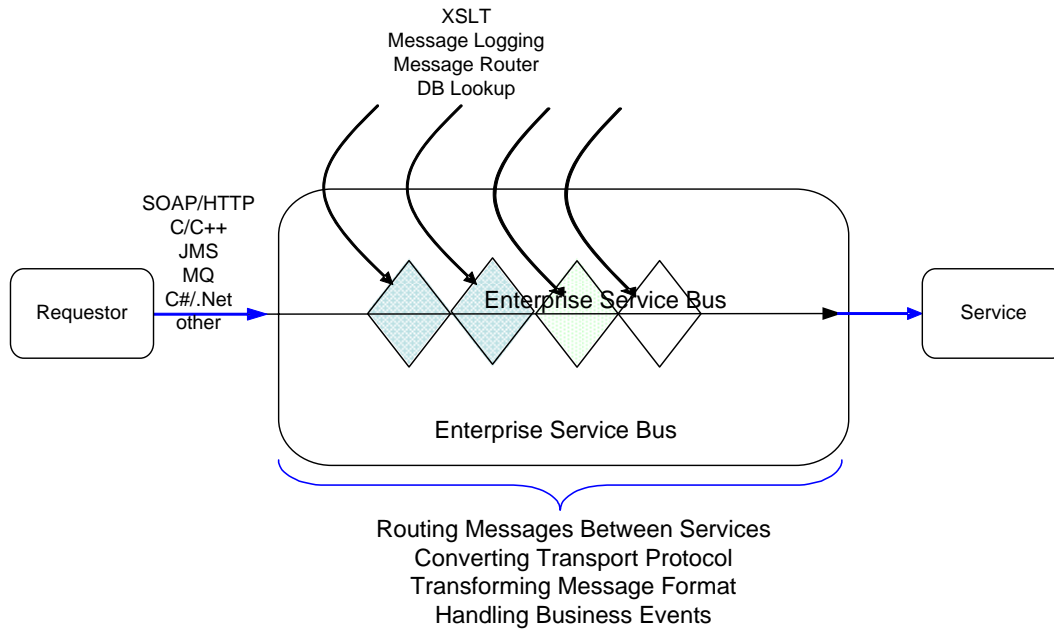 XSLT
Message Logging
Message Router
DB Lookup
SOAP/HTTP
C/C++
JMS
MQ
C#/.Net
other
Requestor
Enterprise Service Bus
Service
Enterprise Service Bus
Routing Messages Between Services
Converting Transport Protocol
Transforming Message Format
Handling Business Events